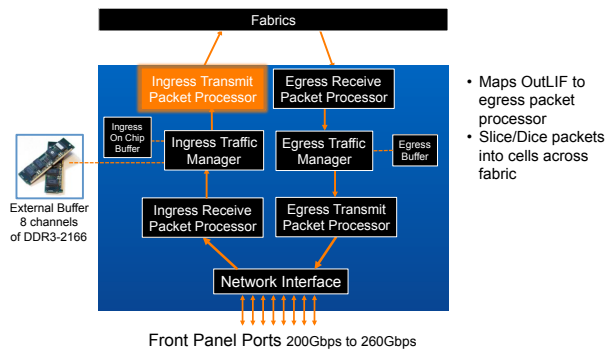 Fabrics
Ingress Transmit
Packet Processor
Egress Receive
Packet Processor
Ingress
On Chip
Buffer
Ingress Traffic
Manager
Egress Traffic
Manager
Egress
Buffer
External Buffer
8 channels
of DDR3-2166
Ingress Receive
Packet Processor
Egress Transmit
Packet Processor
Network Interface
Front Panel Ports 200Gbps to 260Gbps
• Maps OutLIF to
egress packet
processor
• Slice/Dice packets
into cells across
fabric